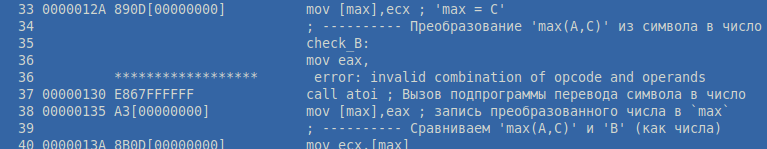 33 0000012A 890D[00000000] mov [max],ecx ; 'max = C'
34 ; ---------- Преобразование 'max(A,C)' из символа в число
35 check_B:
36 mov eax,
36 ****************** error: invalid combination of opcode and operands
37 00000130 E867FFFFFF call atoi ; Вызов подпрограммы перевода символа в число
38 00000135 A3[00000000] mov [max],eax ; запись преобразованного числа в `max`
39 ; ---------- Сравниваем 'max(A,C)' и 'B' (как числа)
40 0000013A 8B0D[00000000] mov ecx,[max]